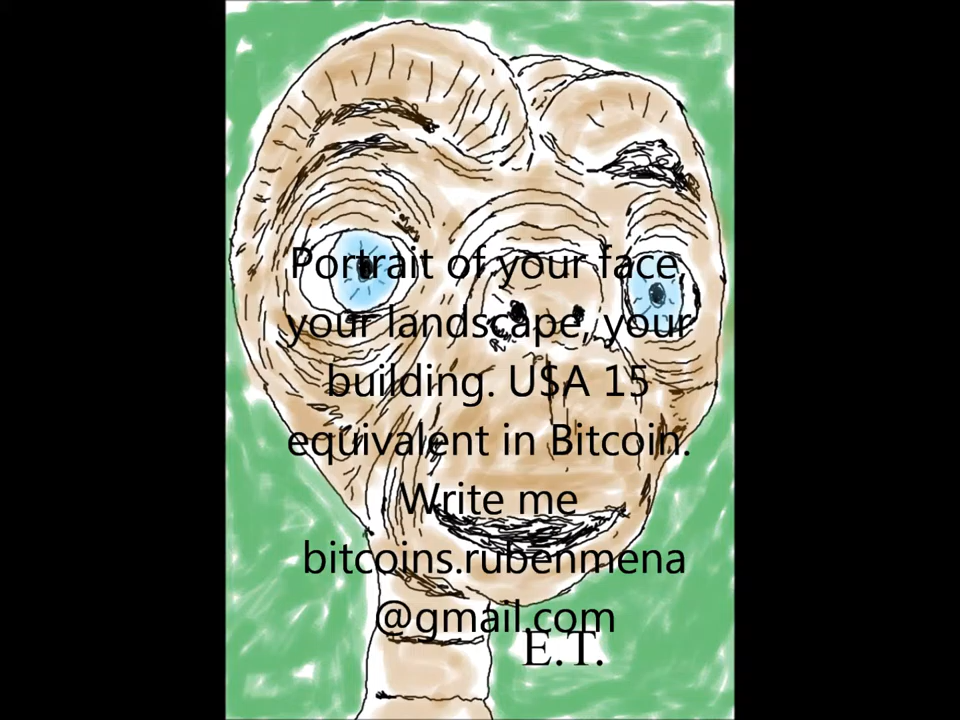 Portrait of your face,
your landscape, your
building. U$A 15
equivalent in Bitcoin.
Write me
bitcoins.rubenmena
@gmail.com
E.T.